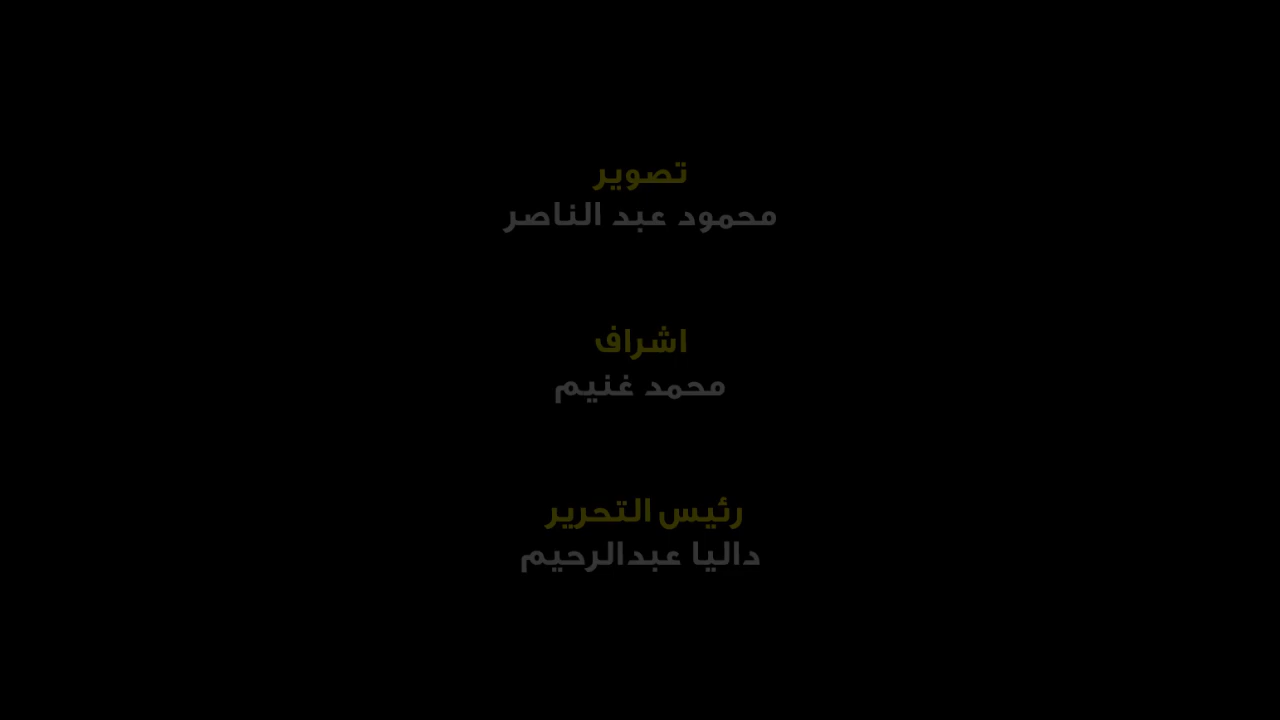 تصوير
محمود عبد الناصر
اشراف
محمد غنيم
رئيس التحرير
داليا عبدالرحيم